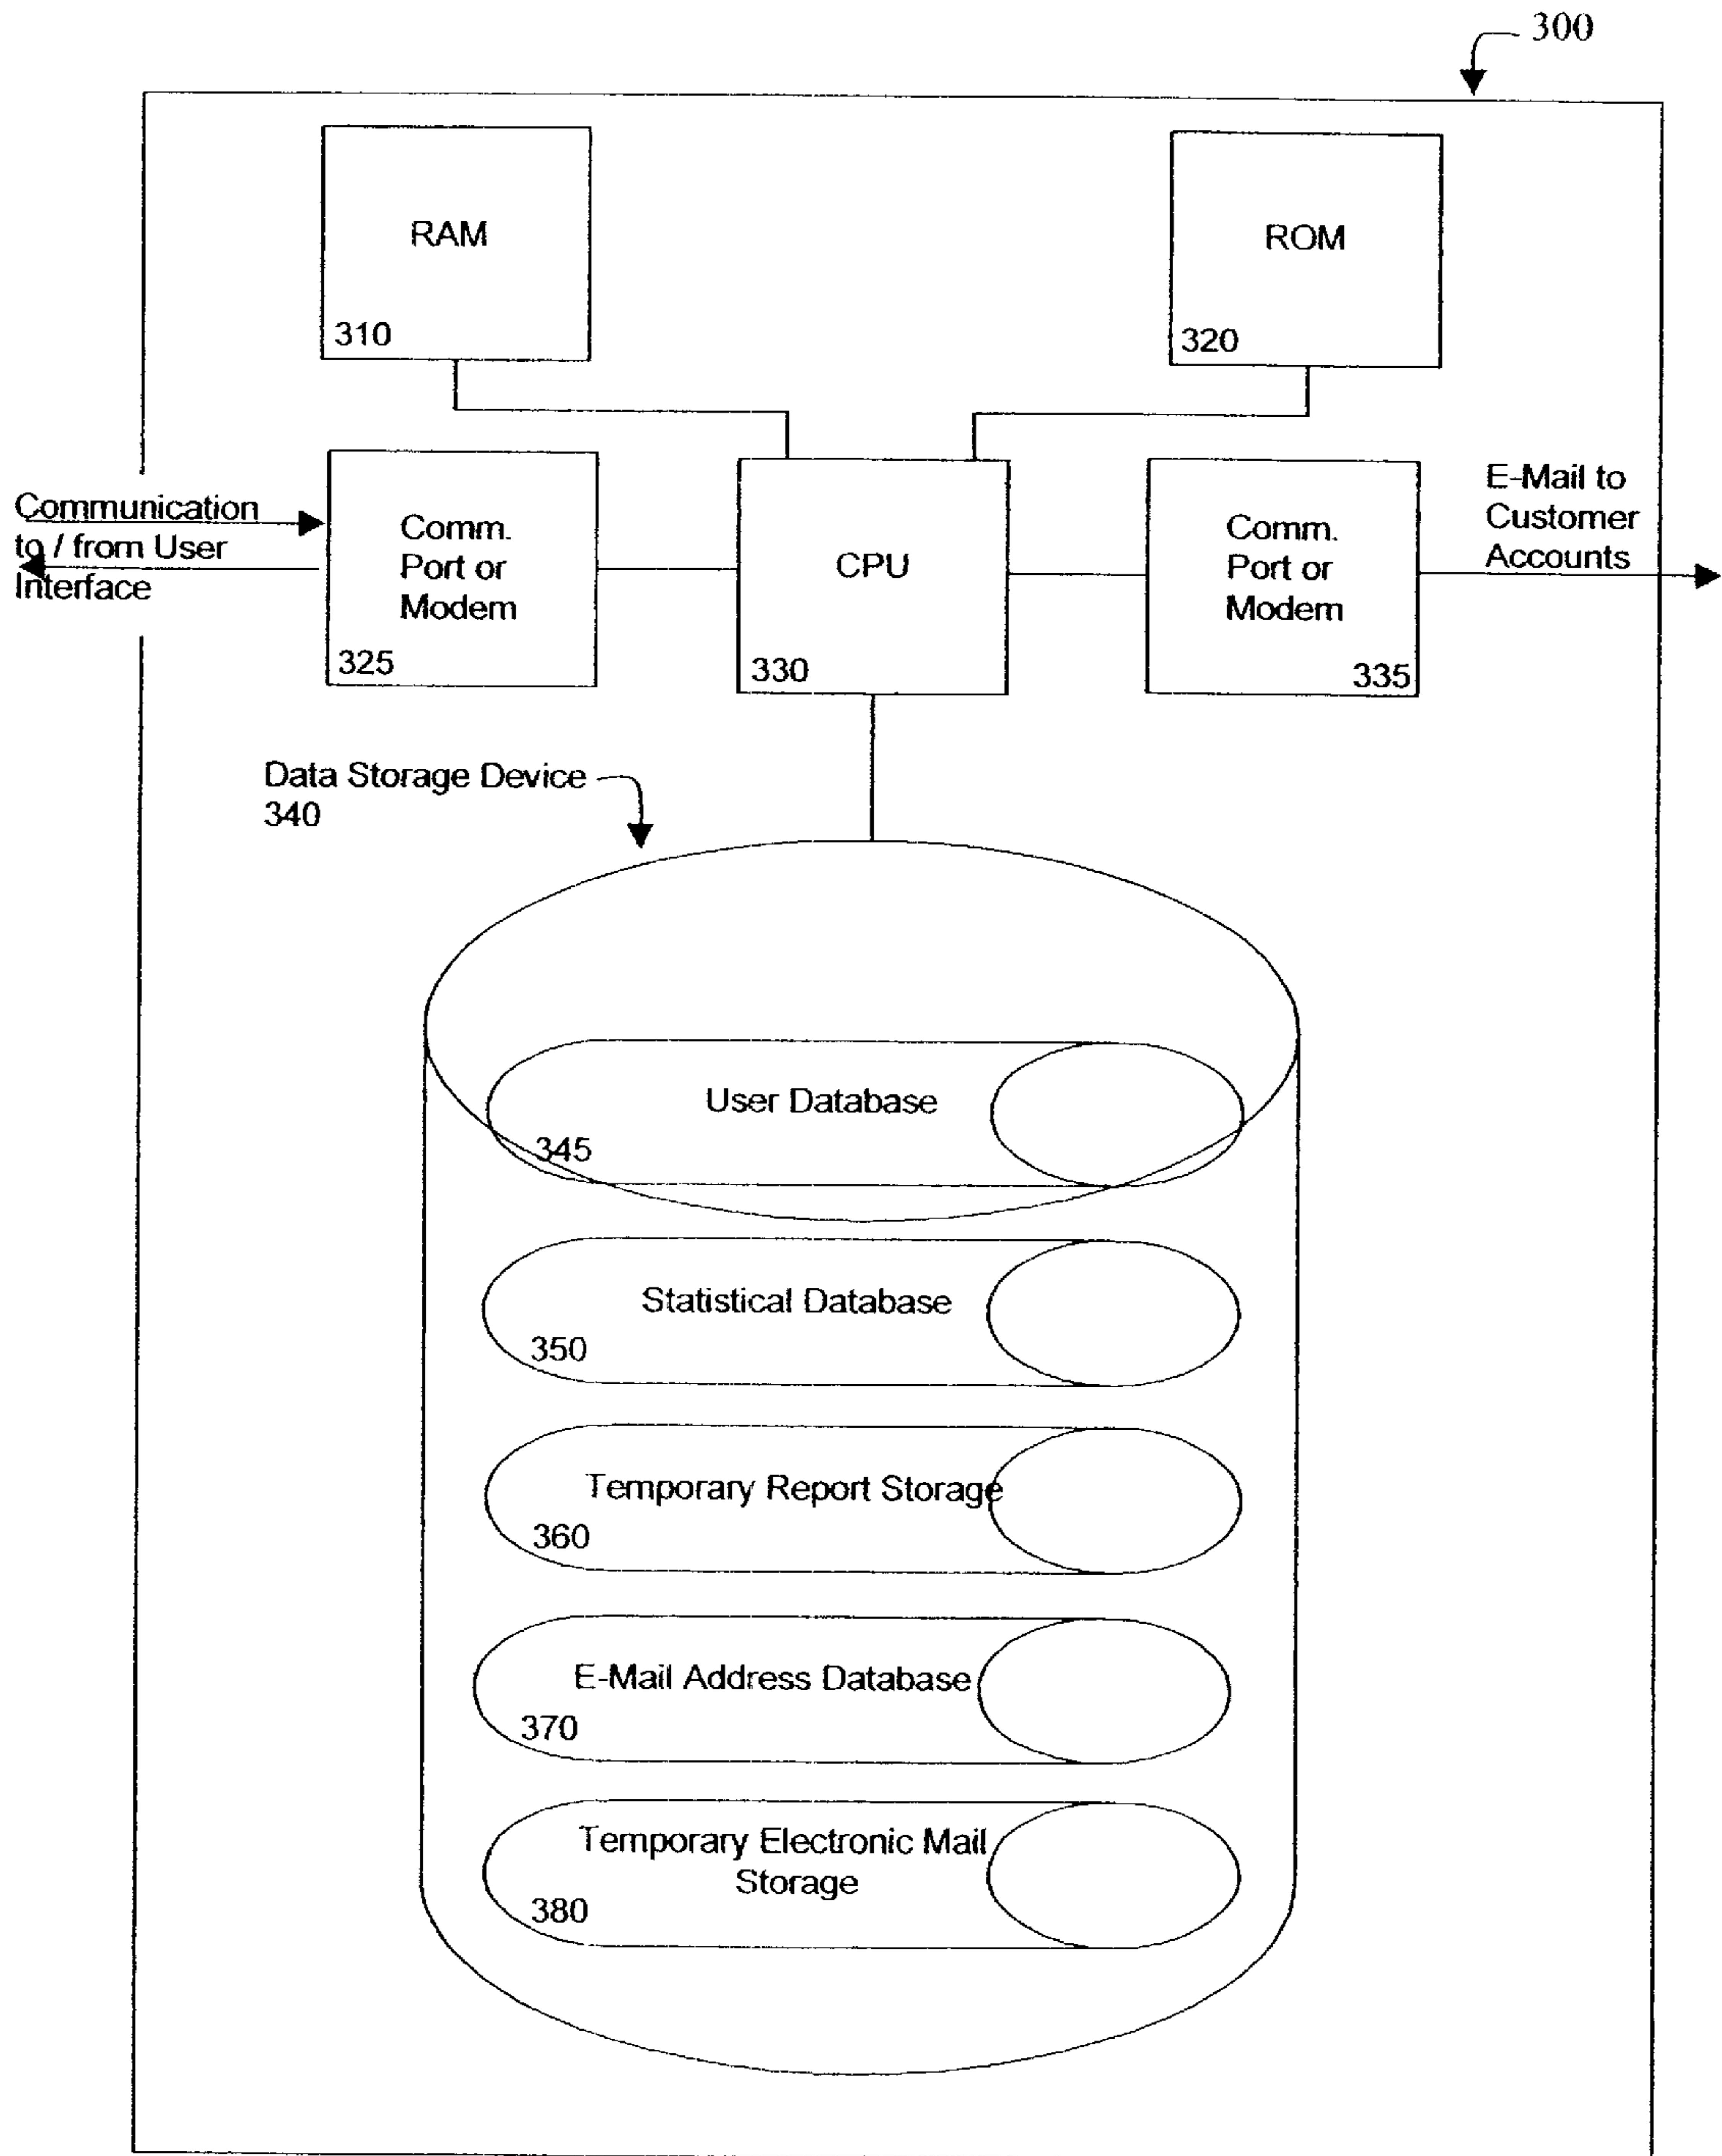 300
RAM
310
ROM
320
Communication
to / from User
Interface
Comm.
Port or
Modem
325
CPU
330
Comm.
Port or
Modem
335
E-Mail to
Customer
Accounts
Data Storage Device
340
User Database
345
Statistical Database
350
Temporary Report Storage
360
E-Mail Address Database
370
Temporary Electronic Mail
Storage
380